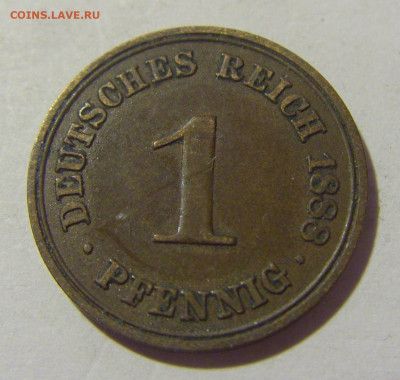 COINS.LAVE.RU
DEUTSCHES REICH 1888
1
· PFENNIG ·